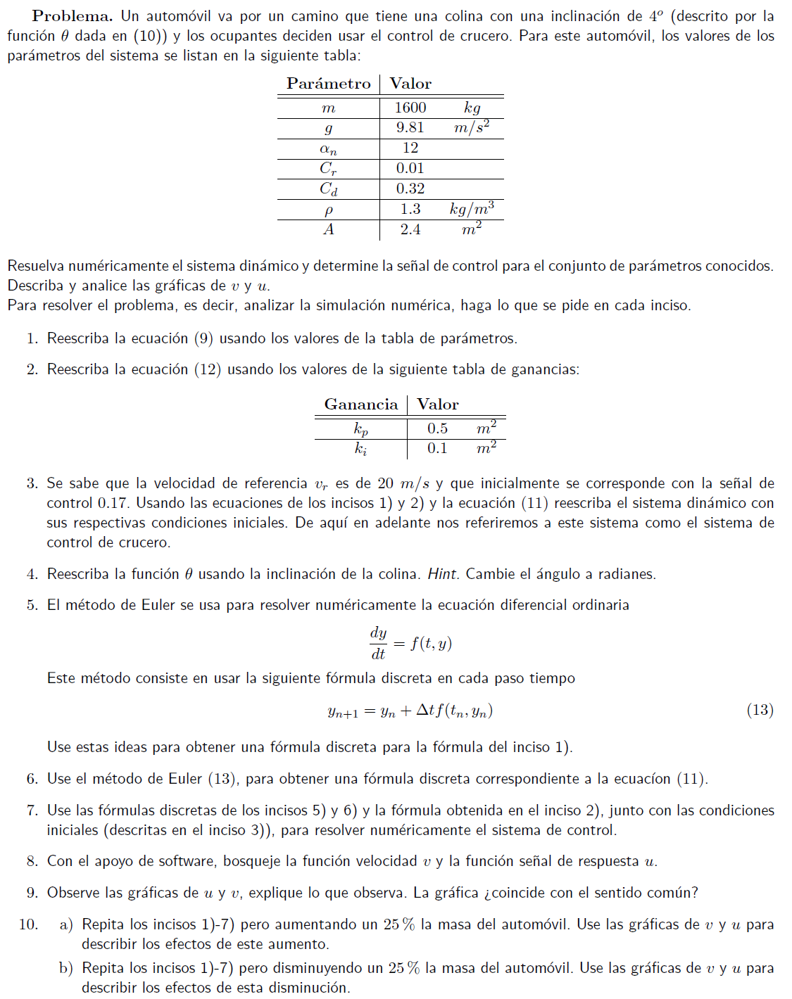 Problema. Un automóvil va por un camino que tiene una colina con una inclinación de 4º (descrito por la
función θ dada en (10)) y los ocupantes deciden usar el control de crucero. Para este automóvil, los valores de los
parámetros del sistema se listan en la siguiente tabla:
Parámetro Valor
m 1600 kg
g 9.81 m/s²
αₙ 12
C_r 0.01
C_d 0.32
ρ 1.3 kg/m³
A 2.4 m²
Resuelva numéricamente el sistema dinámico y determine la señal de control para el conjunto de parámetros conocidos.
Describa y analice las gráficas de v y u.
Para resolver el problema, es decir, analizar la simulación numérica, haga lo que se pide en cada inciso.
1. Reescriba la ecuación (9) usando los valores de la tabla de parámetros.
2. Reescriba la ecuación (12) usando los valores de la siguiente tabla de ganancias:
Ganancia Valor
k_p 0.5 m²
k_i 0.1 m²
3. Se sabe que la velocidad de referencia v_r es de 20 m/s y que inicialmente se corresponde con la señal de
control 0.17. Usando las ecuaciones de los incisos 1) y 2) y la ecuación (11) reescriba el sistema dinámico con
sus respectivas condiciones iniciales. De aquí en adelante nos referiremos a este sistema como el sistema de
control de crucero.
4. Reescriba la función θ usando la inclinación de la colina. Hint. Cambie el ángulo a radianes.
5. El método de Euler se usa para resolver numéricamente la ecuación diferencial ordinaria
dy/dt = f(t, y)
Este método consiste en usar la siguiente fórmula discreta en cada paso tiempo
yₙ₊₁ = yₙ + Δtf(tₙ, yₙ) (13)
Use estas ideas para obtener una fórmula discreta para la fórmula del inciso 1).
6. Use el método de Euler (13), para obtener una fórmula discreta correspondiente a la ecuacíon (11).
7. Use las fórmulas discretas de los incisos 5) y 6) y la fórmula obtenida en el inciso 2), junto con las condiciones
iniciales (descritas en el inciso 3)), para resolver numéricamente el sistema de control.
8. Con el apoyo de software, bosqueje la función velocidad v y la función señal de respuesta u.
9. Observe las gráficas de u y v, explique lo que observa. La gráfica ¿coincide con el sentido común?
10. a) Repita los incisos 1)-7) pero aumentando un 25 % la masa del automóvil. Use las gráficas de v y u para
describir los efectos de este aumento.
b) Repita los incisos 1)-7) pero disminuyendo un 25 % la masa del automóvil. Use las gráficas de v y u para
describir los efectos de esta disminución.